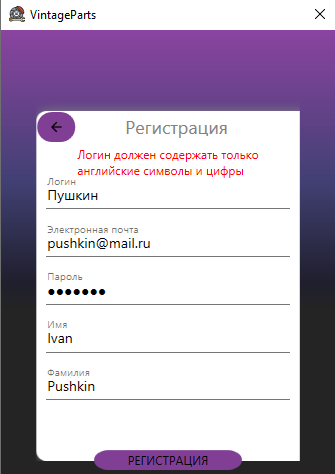 VintageParts
Регистрация
Логин должен содержать только
английские символы и цифры
Логин
Пушкин
Электронная почта
pushkin@mail.ru
Пароль
●●●●●●●
Имя
Ivan
Фамилия
Pushkin
РЕГИСТРАЦИЯ